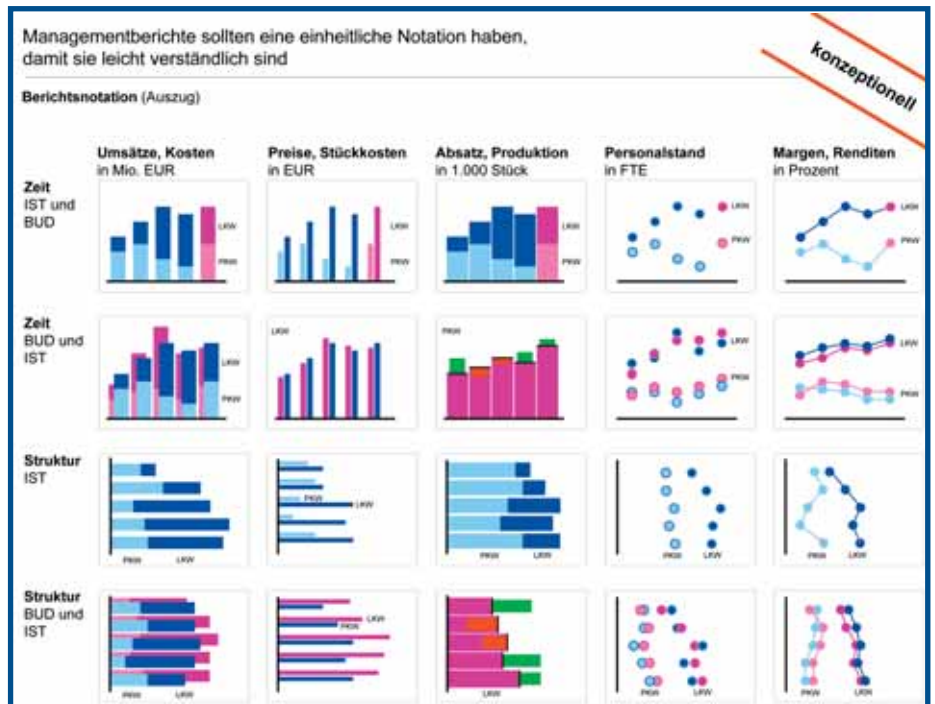 Managementberichte sollten eine einheitliche Notation haben,
damit sie leicht verständlich sind
konzeptionell
Berichtsnotation (Auszug)
Umsätze, Kosten
in Mio. EUR
Preise, Stückkosten
in EUR
Absatz, Produktion
in 1.000 Stück
Personalstand
in FTE
Margen, Renditen
in Prozent
Zeit
IST und
BUD
LKW
PKW
LKW
PKW
LKW
PKW
LKW
PKW
LKW
PKW
Zeit
BUD und
IST
LKW
PKW
LKW
PKW
LKW
PKW
LKW
PKW
Struktur
IST
PKW LKW
PKW LKW
PKW LKW
PKW LKW
PKW LKW
Struktur
BUD und
IST
PKW LKW
LKW
PKW
LKW
PKW LKW
PKW LKW